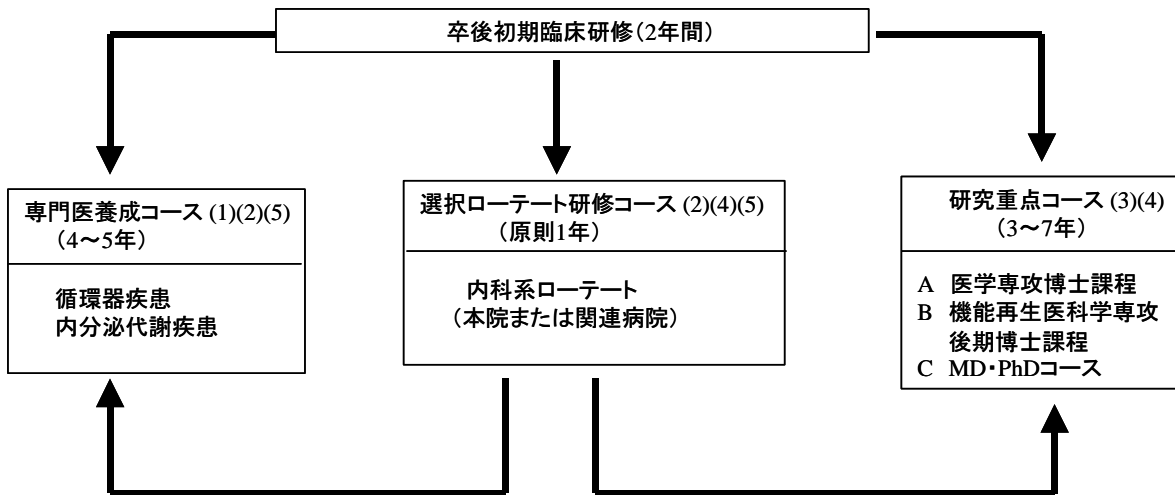 卒後初期臨床研修(2年間)
専門医養成コース (1)(2)(5)
(4～5年)
循環器疾患
内分泌代謝疾患
選択ローテート研修コース (2)(4)(5)
(原則1年)
内科系ローテート
(本院または関連病院)
研究重点コース (3)(4)
(3～7年)
A 医学専攻博士課程
B 機能再生医科学専攻
後期博士課程
C MD・PhDコース